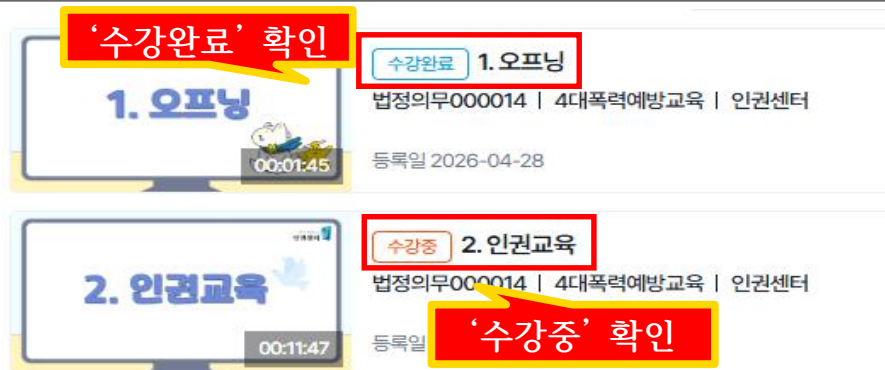 ‘수강완료’ 확인
수강완료 1. 오프닝
1. 오프닝
법정의무000014 | 4대폭력예방교육 | 인권센터
00:01:45
등록일 2026-04-28
수강중 2. 인권교육
인권센터
2. 인권교육
법정의무000014 | 4대폭력예방교육 | 인권센터
00:11:47
등록일
‘수강중’ 확인